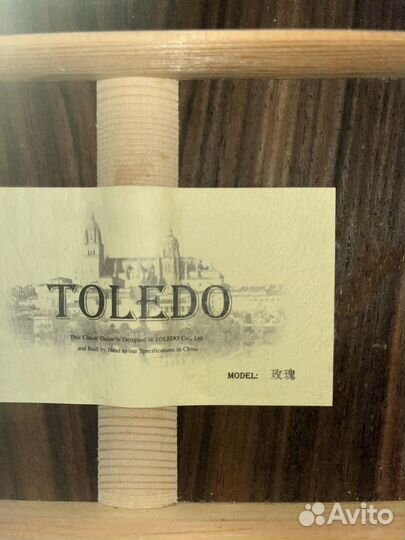 TOLEDO
This Classic Guitar is Designed in TOLEDO Co., Ltd.
and Built by Hand to our Specifications in China
MODEL: 玫瑰
Avito